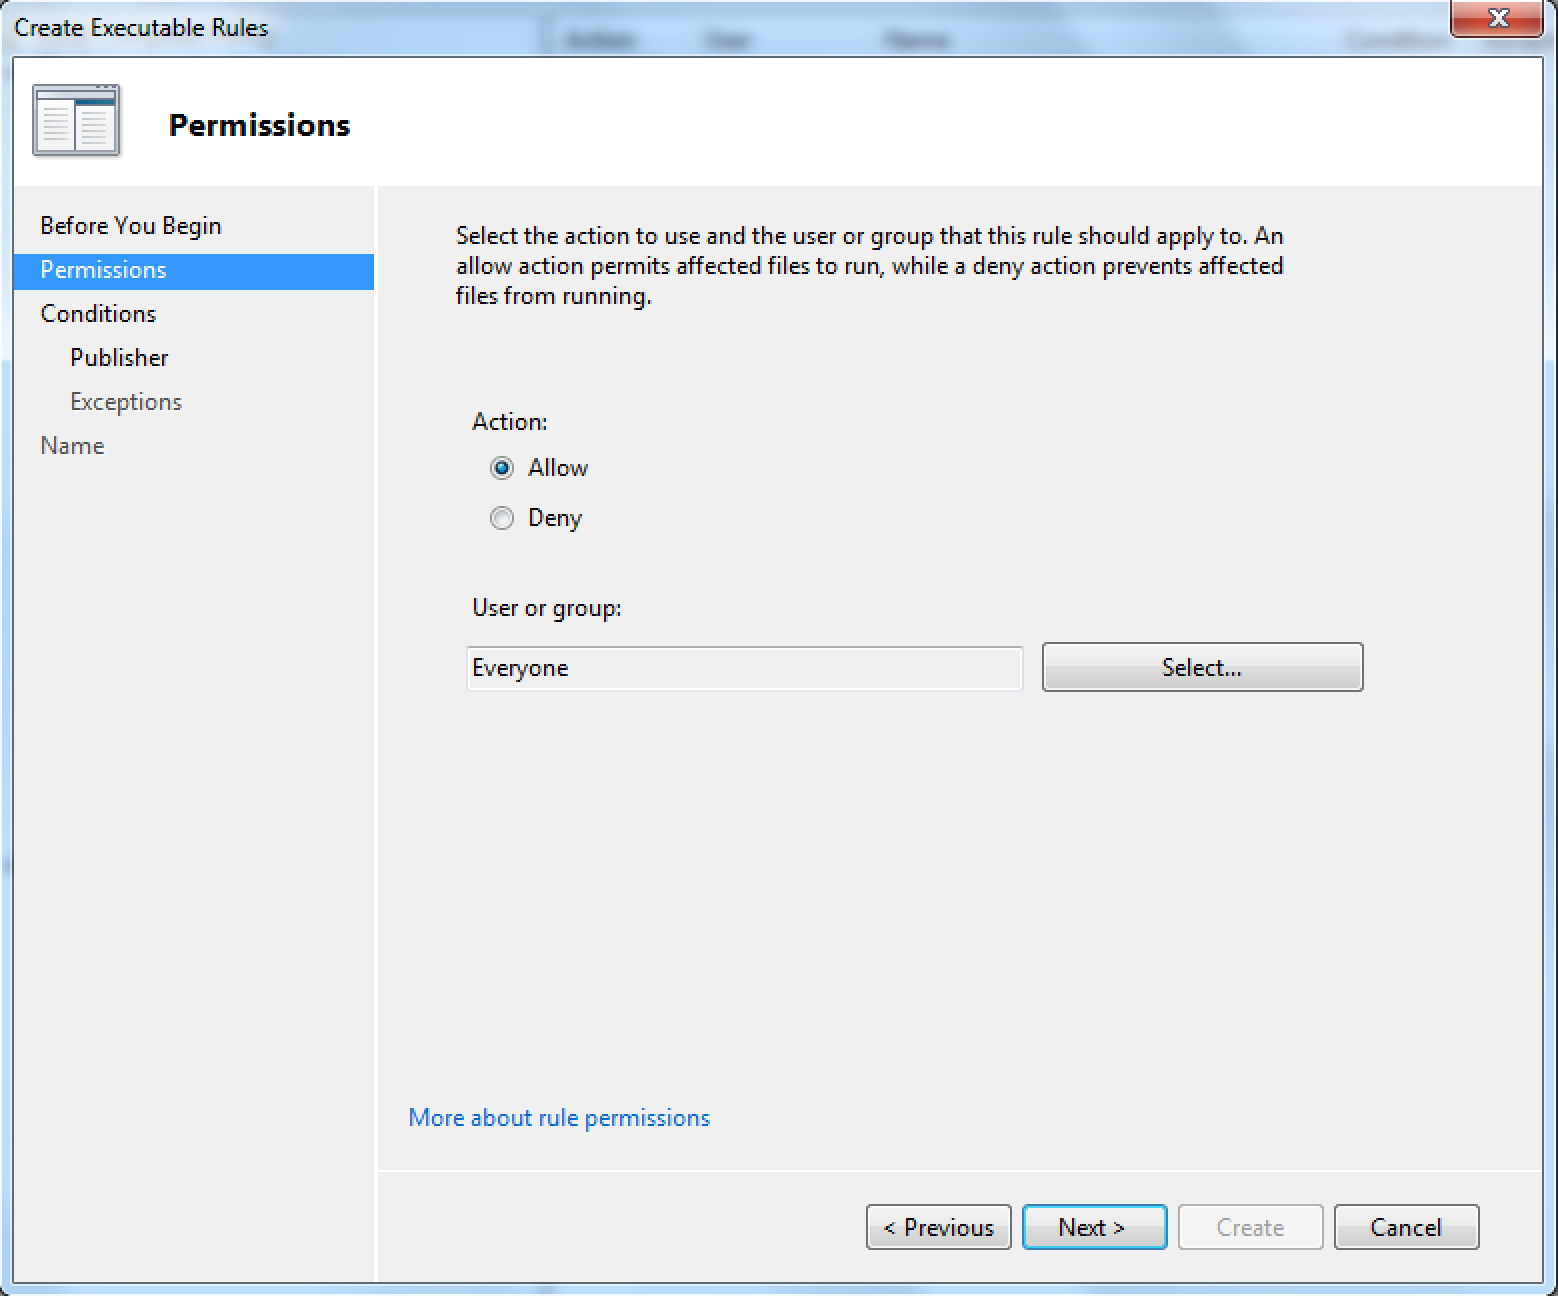 Create Executable Rules
Permissions
Before You Begin
Permissions
Conditions
Publisher
Exceptions
Name
Select the action to use and the user or group that this rule should apply to. An
allow action permits affected files to run, while a deny action prevents affected
files from running.
Action:
Allow
Deny
User or group:
Everyone
Select...
More about rule permissions
< Previous
Next >
Create
Cancel